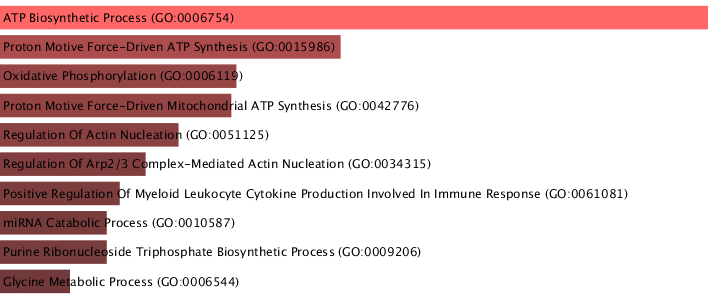 ATP Biosynthetic Process (GO:0006754)
Proton Motive Force-Driven ATP Synthesis (GO:0015986)
Oxidative Phosphorylation (GO:0006119)
Proton Motive Force-Driven Mitochondrial ATP Synthesis (GO:0042776)
Regulation Of Actin Nucleation (GO:0051125)
Regulation Of Arp2/3 Complex-Mediated Actin Nucleation (GO:0034315)
Positive Regulation Of Myeloid Leukocyte Cytokine Production Involved In Immune Response (GO:0061081)
miRNA Catabolic Process (GO:0010587)
Purine Ribonucleoside Triphosphate Biosynthetic Process (GO:0009206)
Glycine Metabolic Process (GO:0006544)